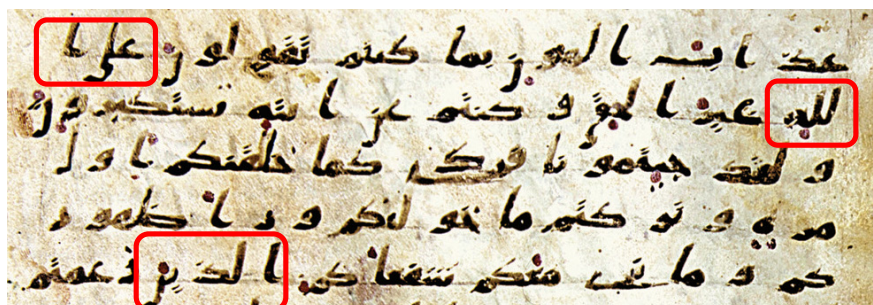 عذاب الهون بما كنتم تقولون على ا
لله غير الحق وكنتم عن ايته تستكبرون
ولقد جئتمونا فردى كما خلقنكم اول
مرة وتركتم ما خولنكم ورا ظهور
كم وما نرى معكم شفعاكم الذين زعمتم